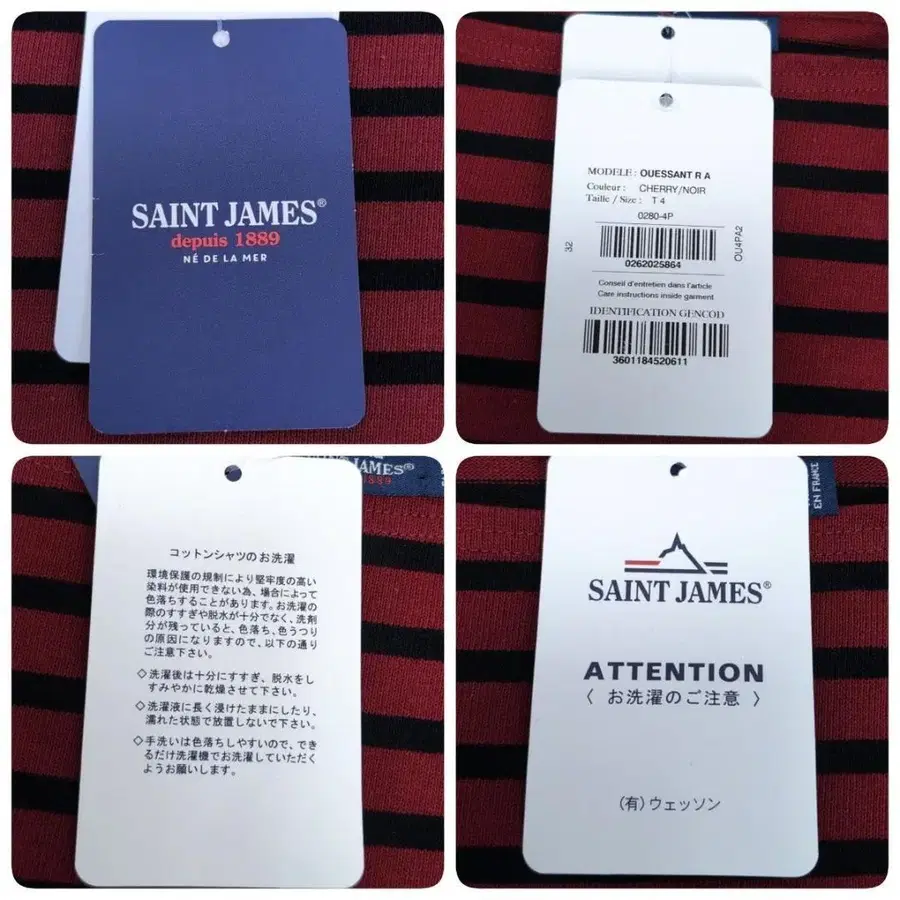 SAINT JAMES®
depuis 1889
NÉ DE LA MER
MODELE : OUESSANT R A
Couleur : CHERRY/NOIR
Taille / Size : T 4
0280-4P
32
OU4PA2
0262025864
Conseil d'entretien dans l'article
Care instructions inside garment
IDENTIFICATION GENCOD
3601184520611
JAMES®
1889
コットンシャツのお洗濯
環境保護の規制により堅牢度の高い
染料が使用できない為、場合によって
色落ちすることがあります。お洗濯の
際のすすぎや脱水が十分でなく、洗剤
分が残っていると、色落ち、色うつり
の原因になりますので、以下の通り
ご注意下さい。
◇洗濯後は十分にすすぎ、脱水をし
すみやかに乾燥させて下さい。
◇洗濯液に長く浸けたままにしたり、
濡れた状態で放置しないで下さい。
◇手洗いは色落ちしやすいので、でき
るだけ洗濯機でお洗濯していただく
ようお願いします。
EN FRANCE
SAINT JAMES®
ATTENTION
〈 お洗濯のご注意 〉
(有)ウェッソン